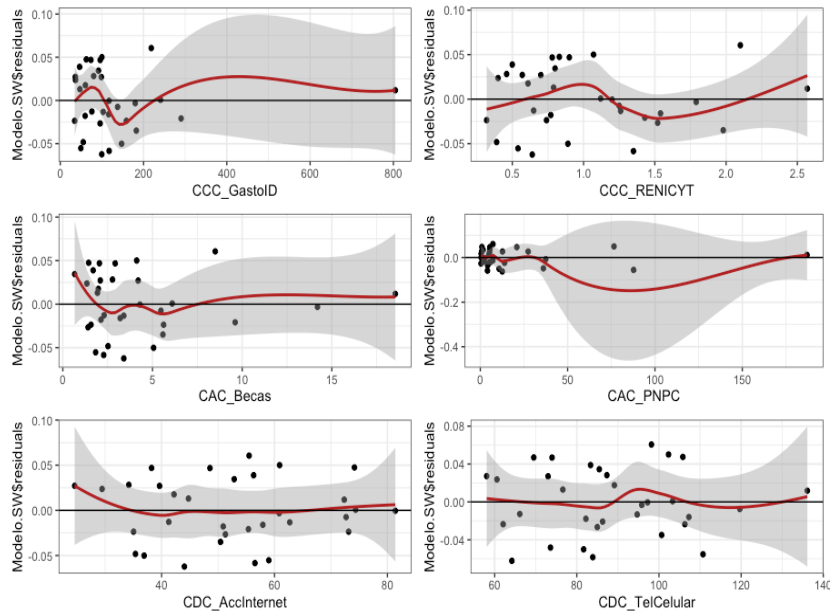 Modelo.SW$residuals
0.10
0.05
0.00
-0.05
0 200 400 600 800
CCC_GastoID
Modelo.SW$residuals
0.10
0.05
0.00
-0.05
0.5 1.0 1.5 2.0 2.5
CCC_RENICYT
Modelo.SW$residuals
0.10
0.05
0.00
-0.05
0 5 10 15
CAC_Becas
Modelo.SW$residuals
0.2
0.0
-0.2
-0.4
0 50 100 150
CAC_PNPC
Modelo.SW$residuals
0.10
0.05
0.00
-0.05
40 60 80
CDC_AccInternet
Modelo.SW$residuals
0.08
0.04
0.00
-0.04
60 80 100 120 140
CDC_TelCelular